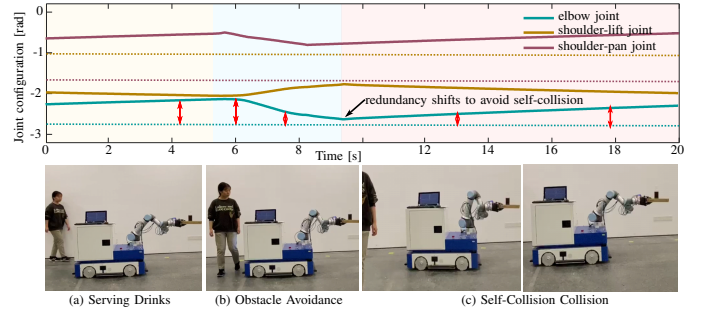 Joint configuration [rad]
0
-1
-2
-3
elbow joint
shoulder-lift joint
shoulder-pan joint
redundancy shifts to avoid self-collision
0 2 4 6 8 10 12 14 16 18 20
Time [s]
(a) Serving Drinks
(b) Obstacle Avoidance
(c) Self-Collision Collision